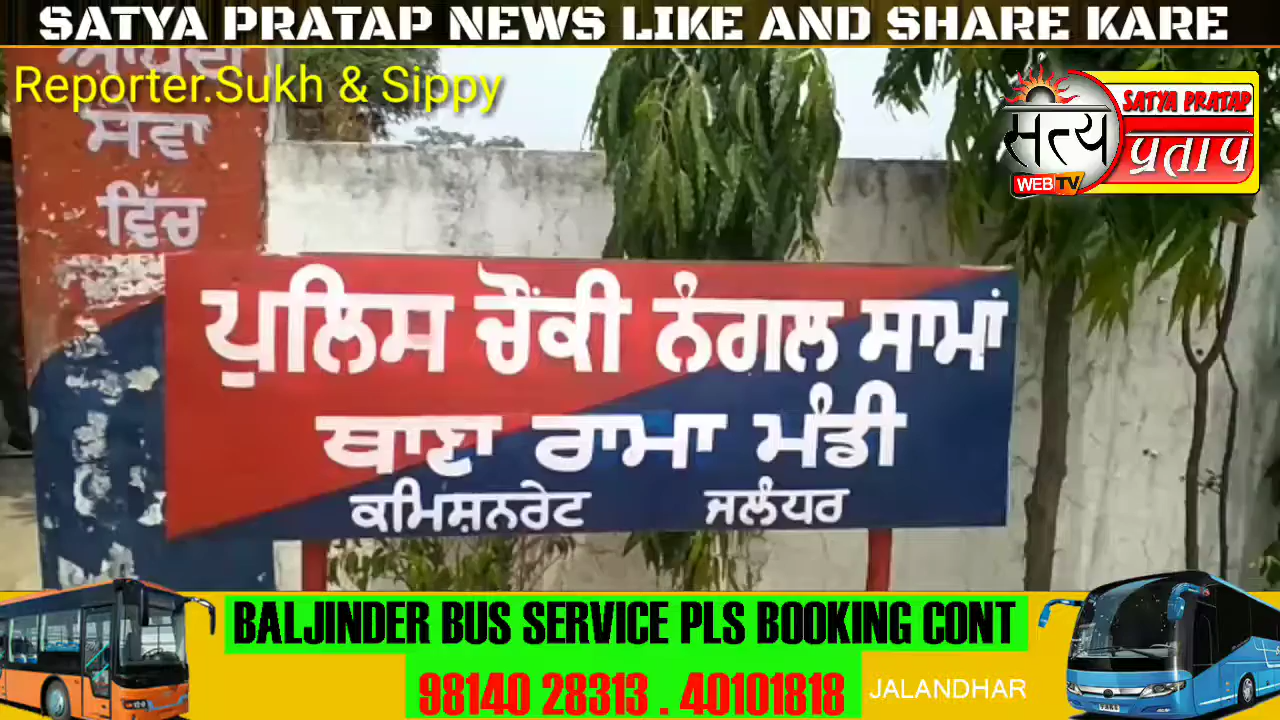 SATYA PRATAP NEWS LIKE AND SHARE KARE
Reporter.Sukh & Sippy
SATYA PRATAP
सत्य
प्रताप
WEB TV
ਸੇਵਾ
ਵਿੱਚ
ਪੁਲਿਸ ਚੌਂਕੀ ਨੰਗਲ ਸਾਮਾਂ
ਥਾਣਾ ਰਾਮਾ ਮੰਡੀ
ਕਮਿਸ਼ਨਰੇਟ ਜਲੰਧਰ
BALJINDER BUS SERVICE PLS BOOKING CONT
98140 28313 . 40101818 JALANDHAR